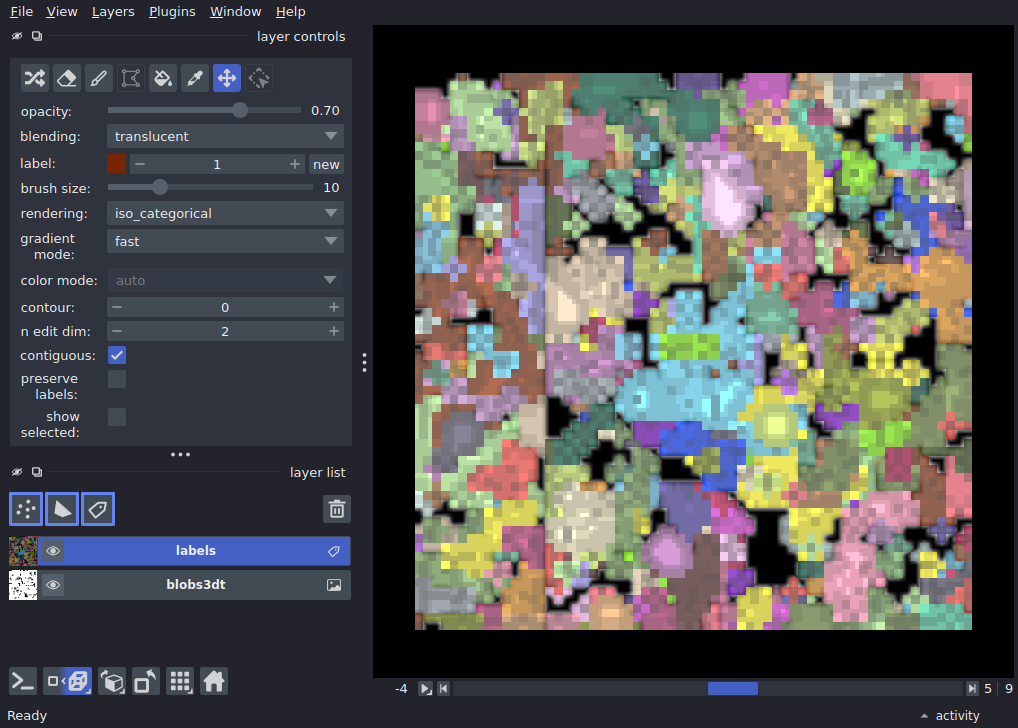 File View Layers Plugins Window Help
layer controls
opacity: 0.70
blending: translucent
label: 1 new
brush size: 10
rendering: iso_categorical
gradient mode: fast
color mode: auto
contour: 0
n edit dim: 2
contiguous:
preserve labels:
show selected:
layer list
labels
blobs3dt
-4 5 9
Ready activity